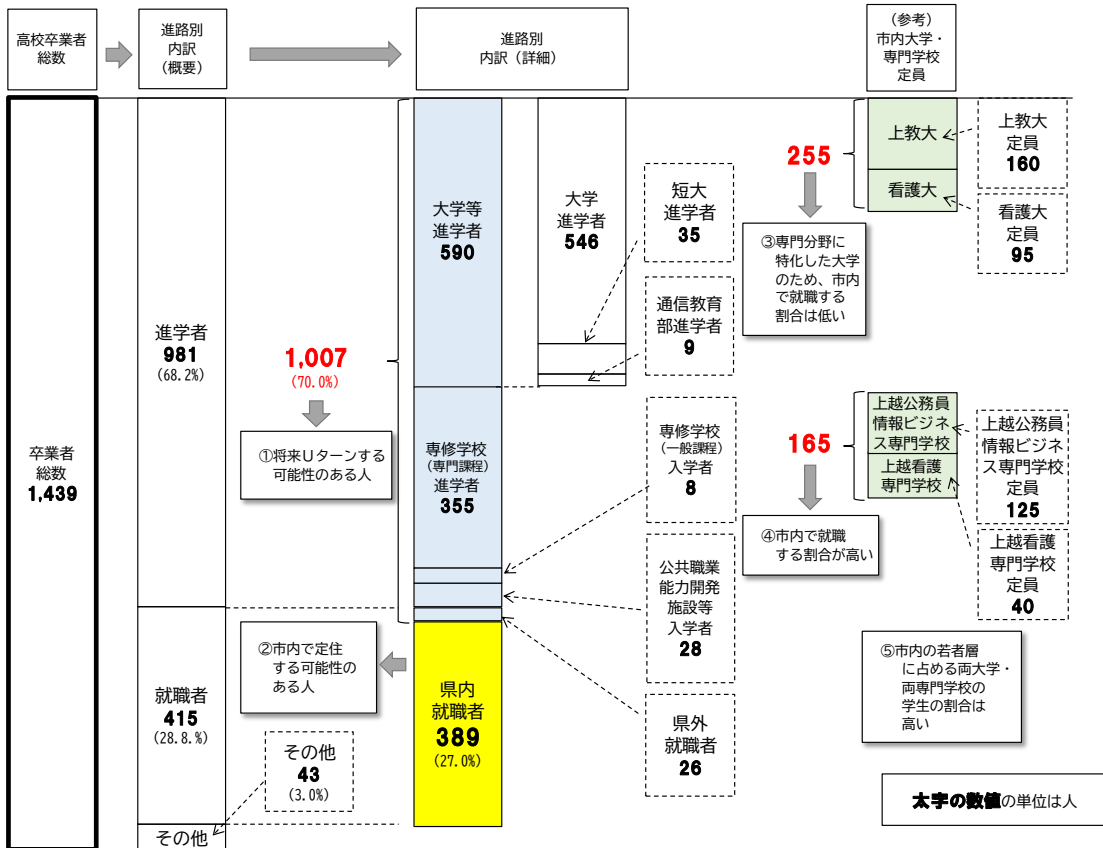 高校卒業者
総数
進路別
内訳
（概要）
進路別
内訳（詳細）
（参考）
市内大学・
専門学校
定員
卒業者
総数
1,439
進学者
981
(68.2%)
就職者
415
(28.8.%)
その他
その他
43
(3.0%)
1,007
(70.0%)
①将来Uターンする
可能性のある人
②市内で定住
する可能性の
ある人
大学等
進学者
590
専修学校
（専門課程）
進学者
355
県内
就職者
389
(27.0%)
大学
進学者
546
短大
進学者
35
通信教育
部進学者
9
専修学校
（一般課程）
入学者
8
公共職業
能力開発
施設等
入学者
28
県外
就職者
26
255
③専門分野に
特化した大学
のため、市内
で就職する
割合は低い
165
④市内で就職
する割合が高い
上教大
看護大
上教大
定員
160
看護大
定員
95
上越公務員
情報ビジネ
ス専門学校
上越看護
専門学校
上越公務員
情報ビジネ
ス専門学校
定員
125
上越看護
専門学校
定員
40
⑤市内の若者層
に占める両大学・
両専門学校の
学生の割合は
高い
太字の数値の単位は人